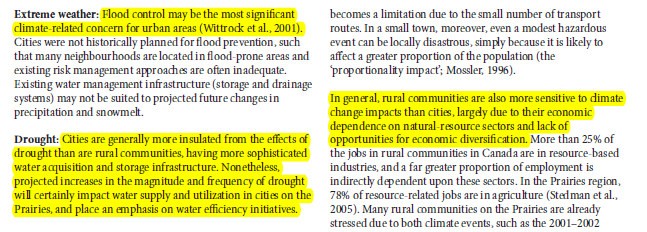 Extreme weather: Flood control may be the most significant
climate-related concern for urban areas (Wittrock et al., 2001).
Cities were not historically planned for flood prevention, such
that many neighbourhoods are located in flood-prone areas and
existing risk management approaches are often inadequate.
Existing water management infrastructure (storage and drainage
systems) may not be suited to projected future changes in
precipitation and snowmelt.
Drought: Cities are generally more insulated from the effects of
drought than are rural communities, having more sophisticated
water acquisition and storage infrastructure. Nonetheless,
projected increases in the magnitude and frequency of drought
will certainly impact water supply and utilization in cities on the
Prairies, and place an emphasis on water efficiency initiatives.
becomes a limitation due to the small number of transport
routes. In a small town, moreover, even a modest hazardous
event can be locally disastrous, simply because it is likely to
affect a greater proportion of the population (the
‘proportionality impact’; Mossler, 1996).
In general, rural communities are also more sensitive to climate
change impacts than cities, largely due to their economic
dependence on natural-resource sectors and lack of
opportunities for economic diversification. More than 25% of
the jobs in rural communities in Canada are in resource-based
industries, and a far greater proportion of employment is
indirectly dependent upon these sectors. In the Prairies region,
78% of resource-related jobs are in agriculture (Stedman et al.,
2005). Many rural communities on the Prairies are already
stressed due to both climate events, such as the 2001–2002